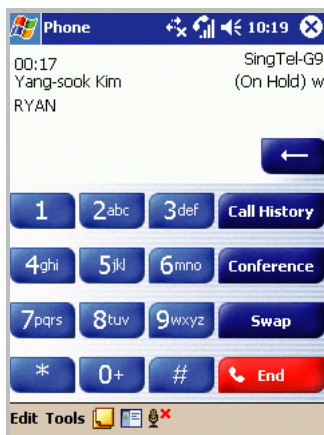 Phone 10:19
00:17 SingTel-G9
Yang-sook Kim (On Hold) w
RYAN
1 2abc 3def Call History
4ghi 5jkl 6mno Conference
7pqrs 8tuv 9wxyz Swap
* 0+ # End
Edit Tools